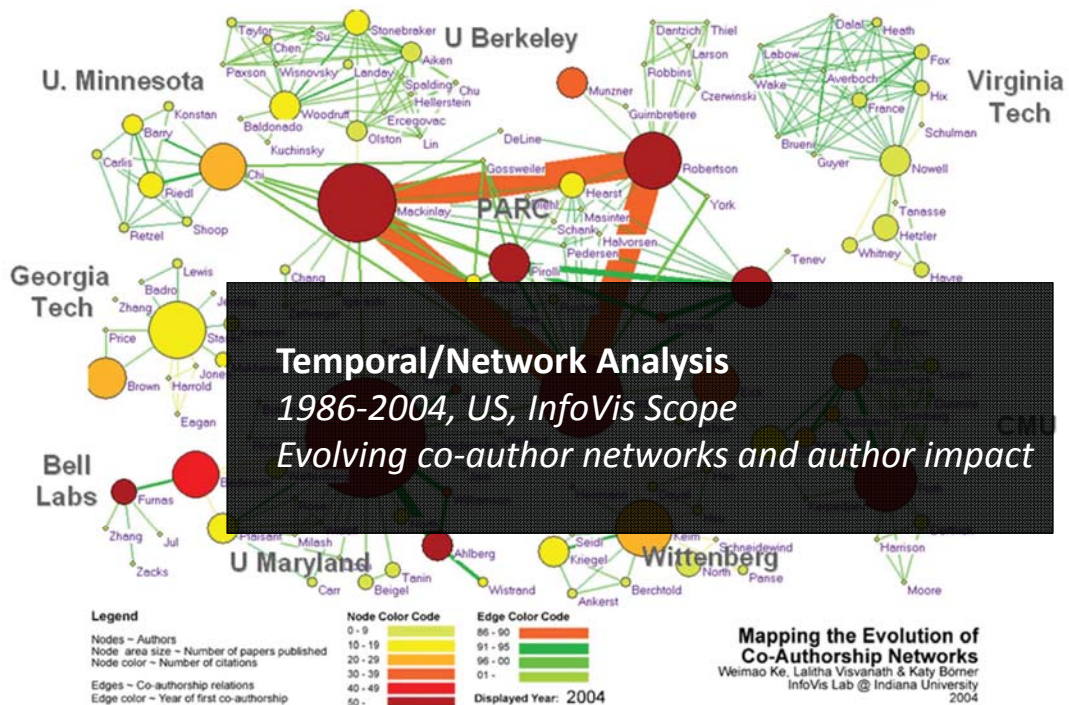 Taylor
Su
Stonebraker
Chen
U Berkeley
Aiken
Paxson
Wisnovsky
Landay
Spalding
Chu
Hellerstein
Woodruff
Ercegovac
Baldonado
Olston
Lin
Kuchinsky
U. Minnesota
Konstan
Barry
Carlis
Chi
Riedl
Retzel
Shoop
Dantzich
Thiel
Larson
Robbins
Munzner
Czerwinski
Guimbretiere
DeLine
Gossweiler
Robertson
Mackinlay
PARC
Hearst
York
Masinter
Schank
Halvorsen
Pedersen
Pirolli
Tenev
Chang
Dalal
Heath
Labow
Fox
Virginia
Tech
Wake
Averboch
Hix
France
Schulman
Bruen
Guyer
Nowell
Tanasse
Hetzler
Whitney
Havre
Georgia
Tech
Lewis
Badro
Zhang
Price
Brown
Harrold
Eagan
Temporal/Network Analysis
1986-2004, US, InfoVis Scope
Evolving co-author networks and author impact
CMU
Bell
Labs
Furnas
Zhang
Jul
Zacks
Plaisant
Milash
U Maryland
Carr
Beigel
Tanin
Ahlberg
Wistrand
Seidl
Keim
Kriegel
Wittenberg
Schneidewind
North
Panse
Berchtold
Ankerst
Harrison
Moore
Legend
Nodes ~ Authors
Node area size ~ Number of papers published
Node color ~ Number of citations
Edges ~ Co-authorship relations
Edge color ~ Year of first co-authorship
Node Color Code
0 - 9
10 - 19
20 - 29
30 - 39
40 - 49
50 -
Edge Color Code
86 - 90
91 - 95
96 - 00
01 -
Displayed Year: 2004
Mapping the Evolution of
Co-Authorship Networks
Weimao Ke, Lalitha Visvanath & Katy Börner
InfoVis Lab @ Indiana University
2004